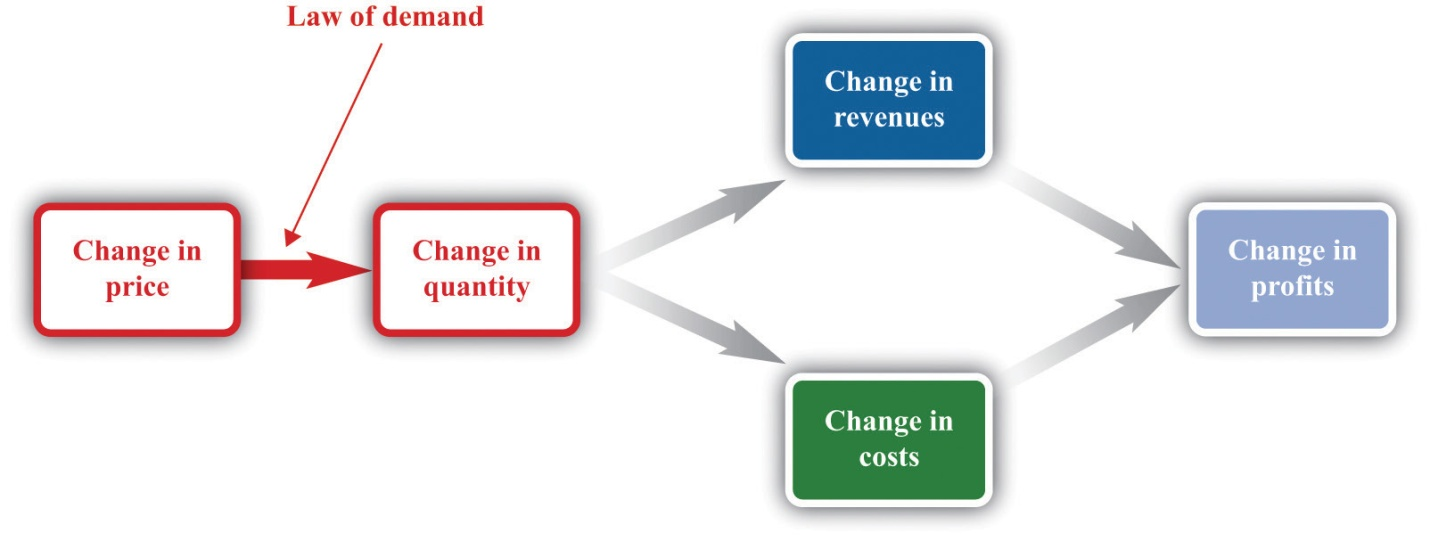 Law of demand
Change in
price
Change in
quantity
Change in
revenues
Change in
costs
Change in
profits